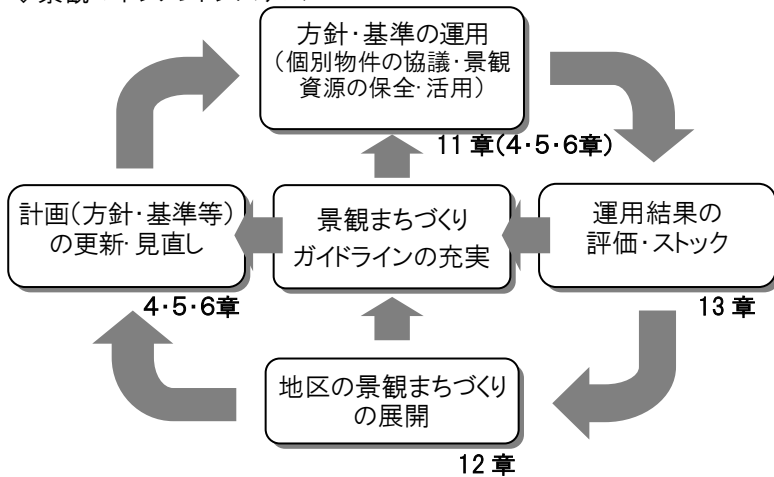 方針・基準の運用
（個別物件の協議・景観
資源の保全・活用）
11 章（4・5・6章）
計画（方針・基準等）
の更新・見直し
4・5・6章
景観まちづくり
ガイドラインの充実
運用結果の
評価・ストック
13 章
地区の景観まちづくり
の展開
12 章